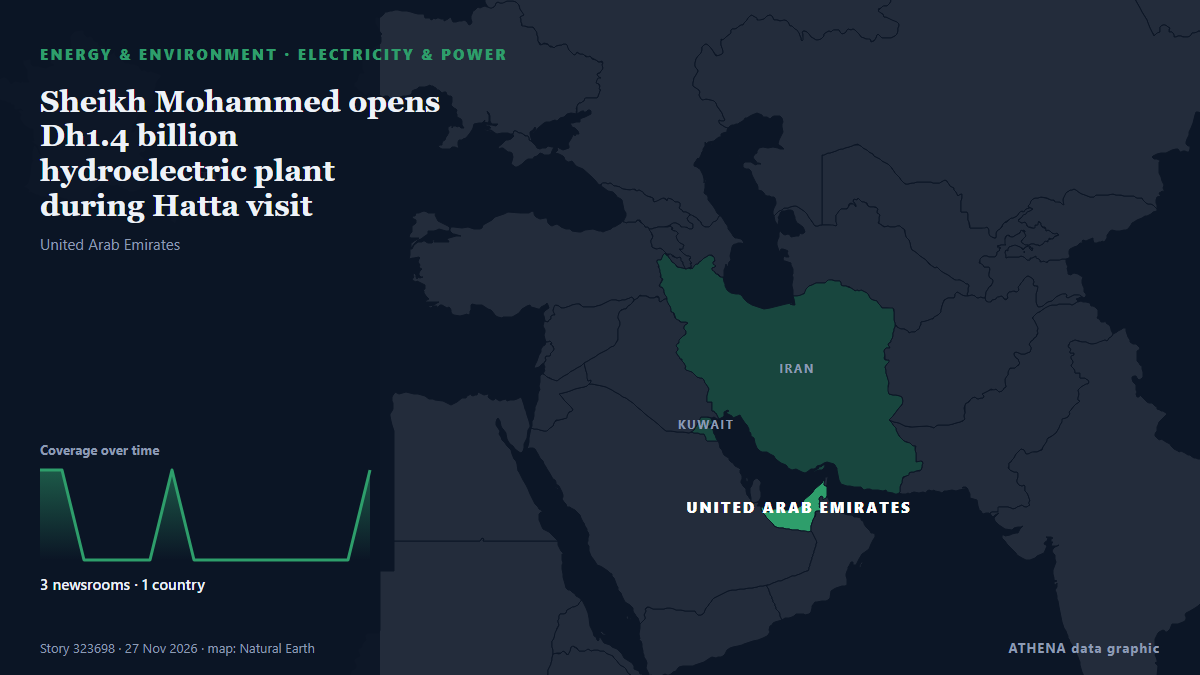 ENERGY & ENVIRONMENT · ELECTRICITY & POWER
Sheikh Mohammed opens
Dh1.4 billion
hydroelectric plant
during Hatta visit
United Arab Emirates
IRAN
KUWAIT
UNITED ARAB EMIRATES
Coverage over time
3 newsrooms · 1 country
Story 323698 · 27 Nov 2026 · map: Natural Earth
ATHENA data graphic